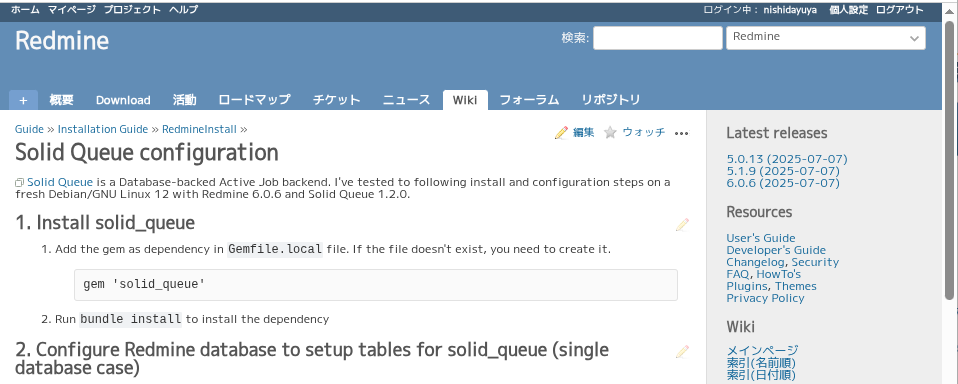 ホーム マイページ プロジェクト ヘルプ
ログイン中： nishidayuya 個人設定 ログアウト
Redmine
検索:
Redmine
+ 概要 Download 活動 ロードマップ チケット ニュース Wiki フォーラム リポジトリ
Guide » Installation Guide » RedmineInstall »
編集 ウォッチ
Solid Queue configuration
Solid Queue is a Database-backed Active Job backend. I've tested to following install and configuration steps on a
fresh Debian/GNU Linux 12 with Redmine 6.0.6 and Solid Queue 1.2.0.
1. Install solid_queue
1. Add the gem as dependency in Gemfile.local file. If the file doesn't exist, you need to create it.
gem 'solid_queue'
2. Run bundle install to install the dependency
2. Configure Redmine database to setup tables for solid_queue (single
database case)
Latest releases
5.0.13 (2025-07-07)
5.1.9 (2025-07-07)
6.0.6 (2025-07-07)
Resources
User's Guide
Developer's Guide
Changelog, Security
FAQ, HowTo's
Plugins, Themes
Privacy Policy
Wiki
メインページ
索引(名前順)
索引(日付順)